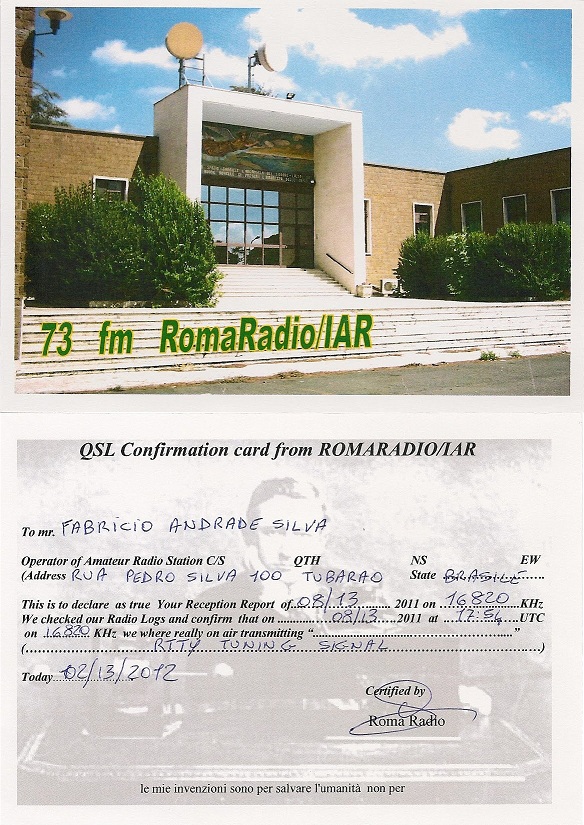 73 fm RomaRadio/IAR
QSL Confirmation card from ROMARADIO/IAR
To mr. FABRICIO ANDRADE SILVA
Operator of Amateur Radio Station C/S QTH NS EW
(Address RUA PEDRO SILVA 100 TUBARAO State BRASILE
This is to declare as true Your Reception Report of 08/13 2011 on 16820 KHz
We checked our Radio Logs and confirm that on 08/13 2011 at 17:54 UTC
on 16820 KHz we where really on air transmitting "........"
(RTTY TUNING SIGNAL)
Today 02/13/2012
Certified by
Roma Radio
le mie invenzioni sono per salvare l'umanità non per